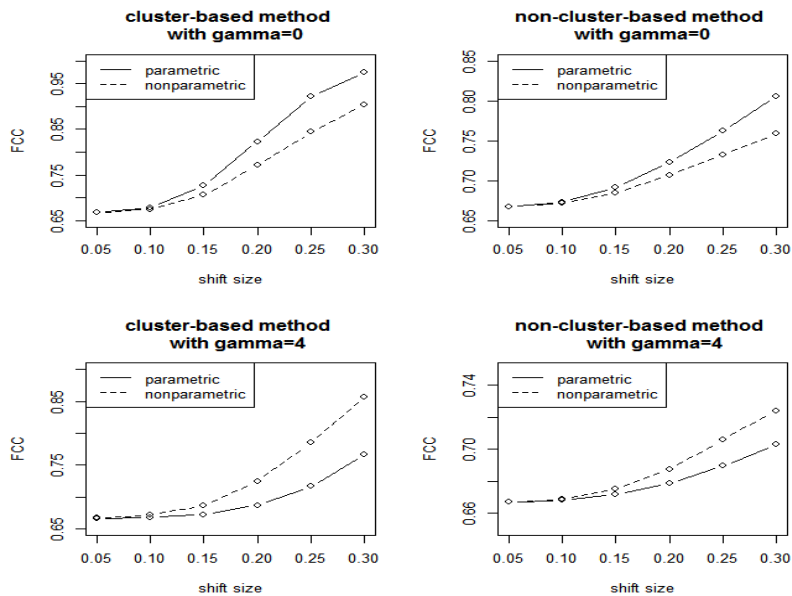 cluster-based method
with gamma=0
parametric
nonparametric
FCC
0.65 0.75 0.85 0.95
0.05 0.10 0.15 0.20 0.25 0.30
shift size
non-cluster-based method
with gamma=0
parametric
nonparametric
FCC
0.65 0.70 0.75 0.80 0.85
0.05 0.10 0.15 0.20 0.25 0.30
shift size
cluster-based method
with gamma=4
parametric
nonparametric
FCC
0.65 0.75 0.85
0.05 0.10 0.15 0.20 0.25 0.30
shift size
non-cluster-based method
with gamma=4
parametric
nonparametric
FCC
0.66 0.70 0.74
0.05 0.10 0.15 0.20 0.25 0.30
shift size